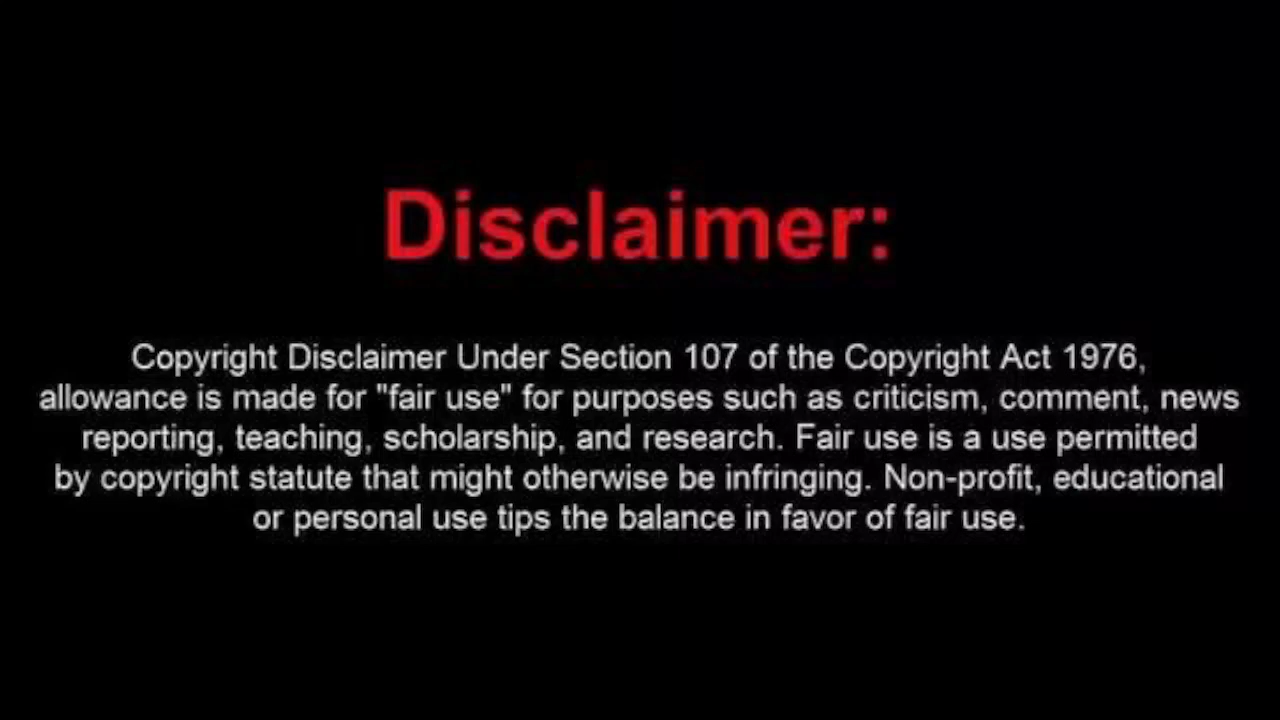 Disclaimer:
Copyright Disclaimer Under Section 107 of the Copyright Act 1976,
allowance is made for "fair use" for purposes such as criticism, comment, news
reporting, teaching, scholarship, and research. Fair use is a use permitted
by copyright statute that might otherwise be infringing. Non-profit, educational
or personal use tips the balance in favor of fair use.